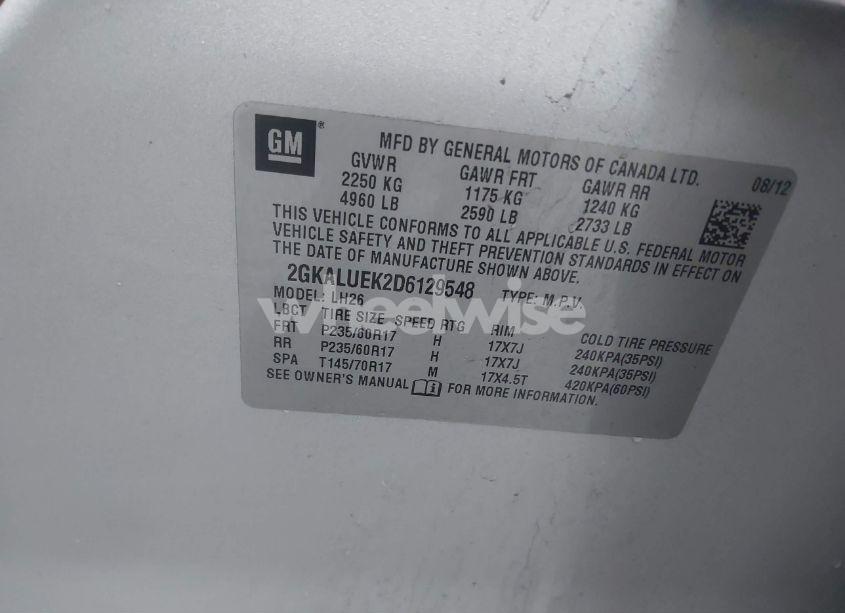 GM ®
MFD BY GENERAL MOTORS OF CANADA LTD.
08/12
GVWR GAWR FRT GAWR RR
2250 KG 1175 KG 1240 KG
4960 LB 2590 LB 2733 LB
THIS VEHICLE CONFORMS TO ALL APPLICABLE U.S. FEDERAL MOTOR
VEHICLE SAFETY AND THEFT PREVENTION STANDARDS IN EFFECT ON
THE DATE OF MANUFACTURE SHOWN ABOVE.
2GKALUEK2D6129548 TYPE: M.P.V.
MODEL: LH26
LBCT TIRE SIZE SPEED RTG RIM COLD TIRE PRESSURE
FRT P235/60R17 H 17X7J 240KPA(35PSI)
RR P235/60R17 H 17X7J 240KPA(35PSI)
SPA T145/70R17 M 17X4.5T 420KPA(60PSI)
SEE OWNER'S MANUAL FOR MORE INFORMATION.
wheelwise